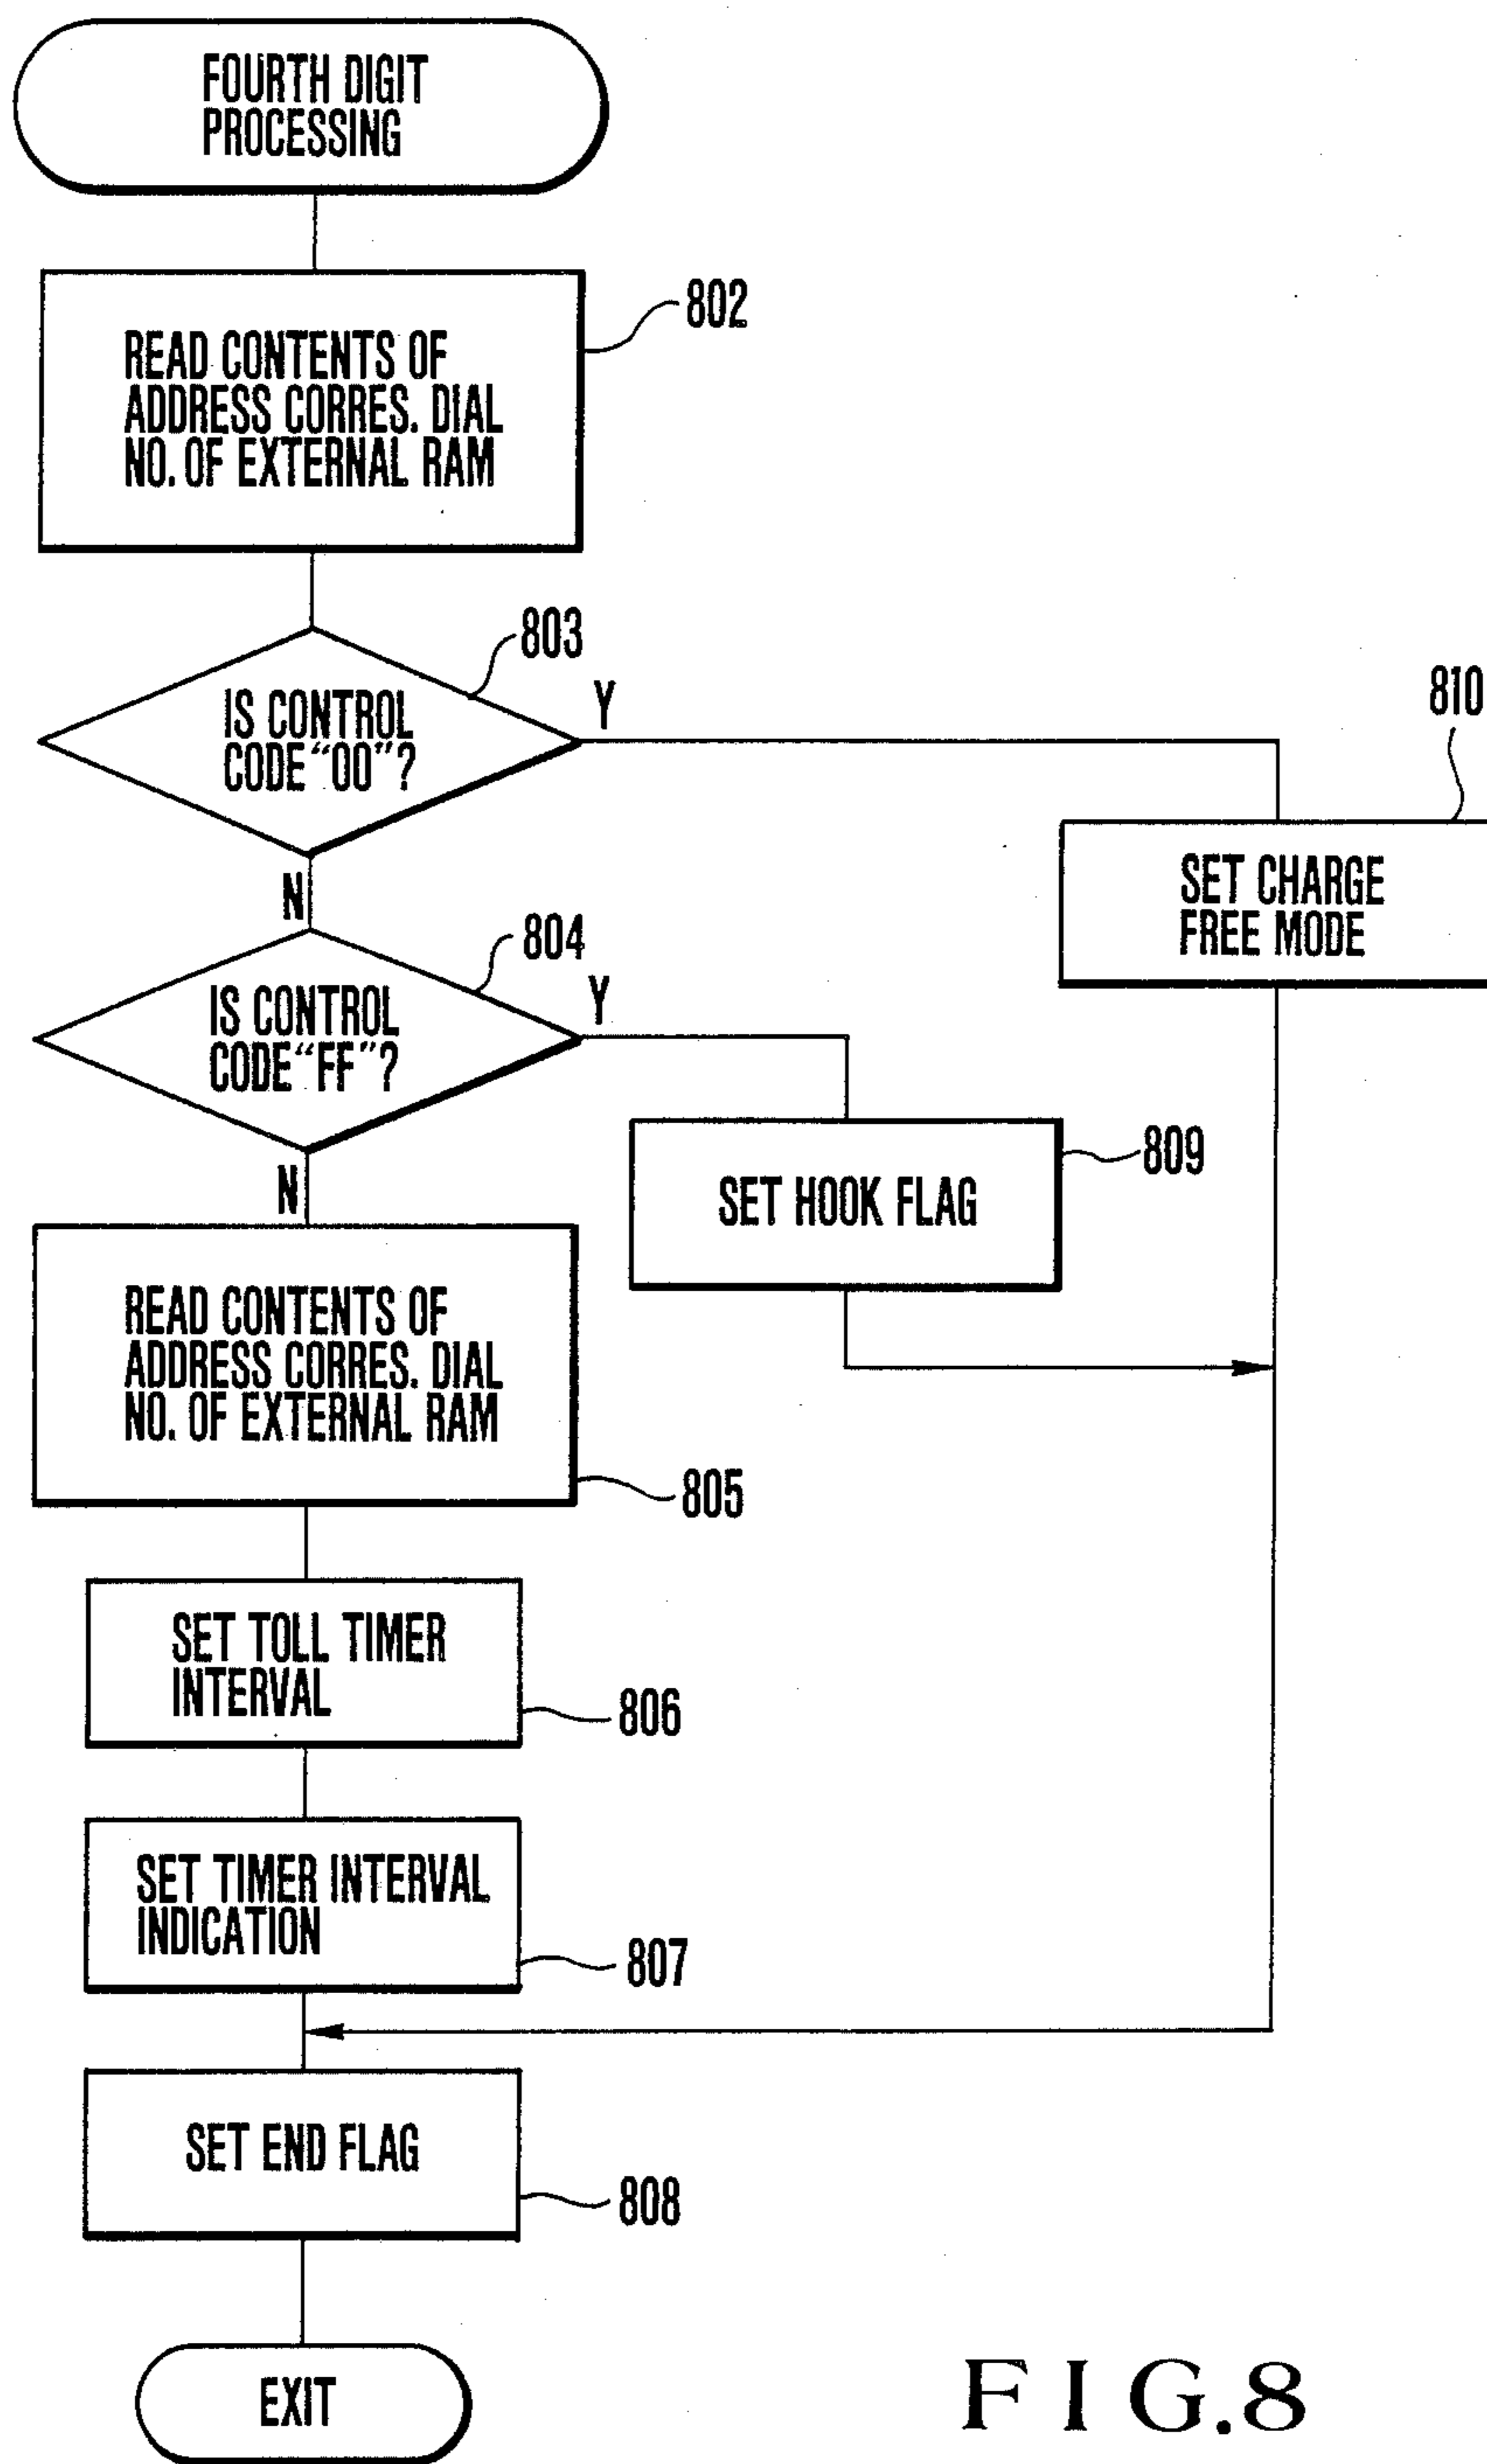 FOURTH DIGIT
PROCESSING
802
READ CONTENTS OF
ADDRESS CORRES. DIAL
NO. OF EXTERNAL RAM
803
IS CONTROL
CODE "00"?
Y
N
810
SET CHARGE
FREE MODE
804
IS CONTROL
CODE "FF"?
Y
N
809
SET HOOK FLAG
READ CONTENTS OF
ADDRESS CORRES. DIAL
NO. OF EXTERNAL RAM
805
SET TOLL TIMER
INTERVAL
806
SET TIMER INTERVAL
INDICATION
807
SET END FLAG
808
EXIT
FIG.8